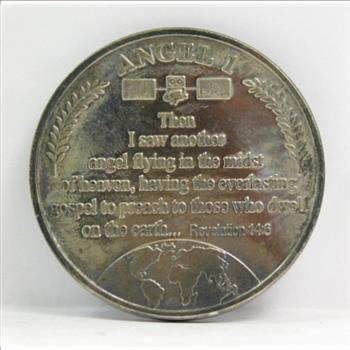 ANGEL 1
Then
I saw another
angel flying in the midst
of heaven, having the everlasting
gospel to preach to those who dwell
on the earth... Revelation 14:6